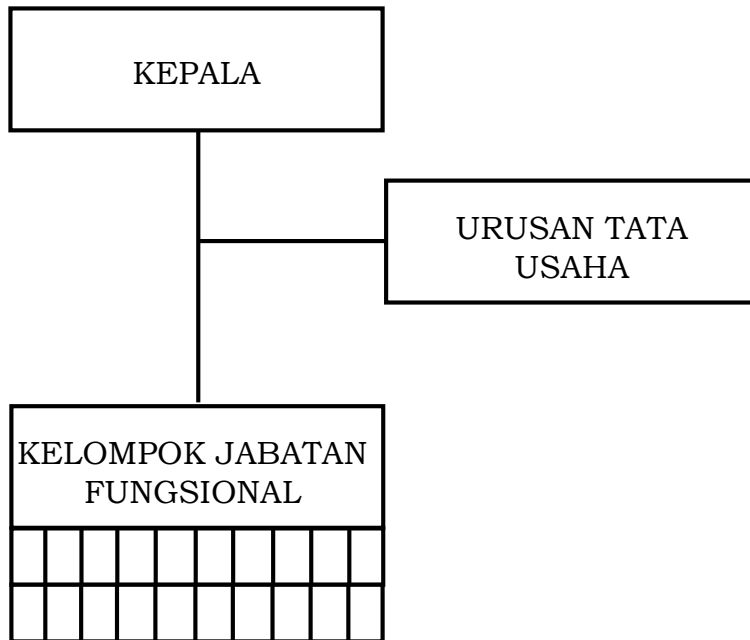 KEPALA
URUSAN TATA
USAHA
KELOMPOK JABATAN
FUNGSIONAL